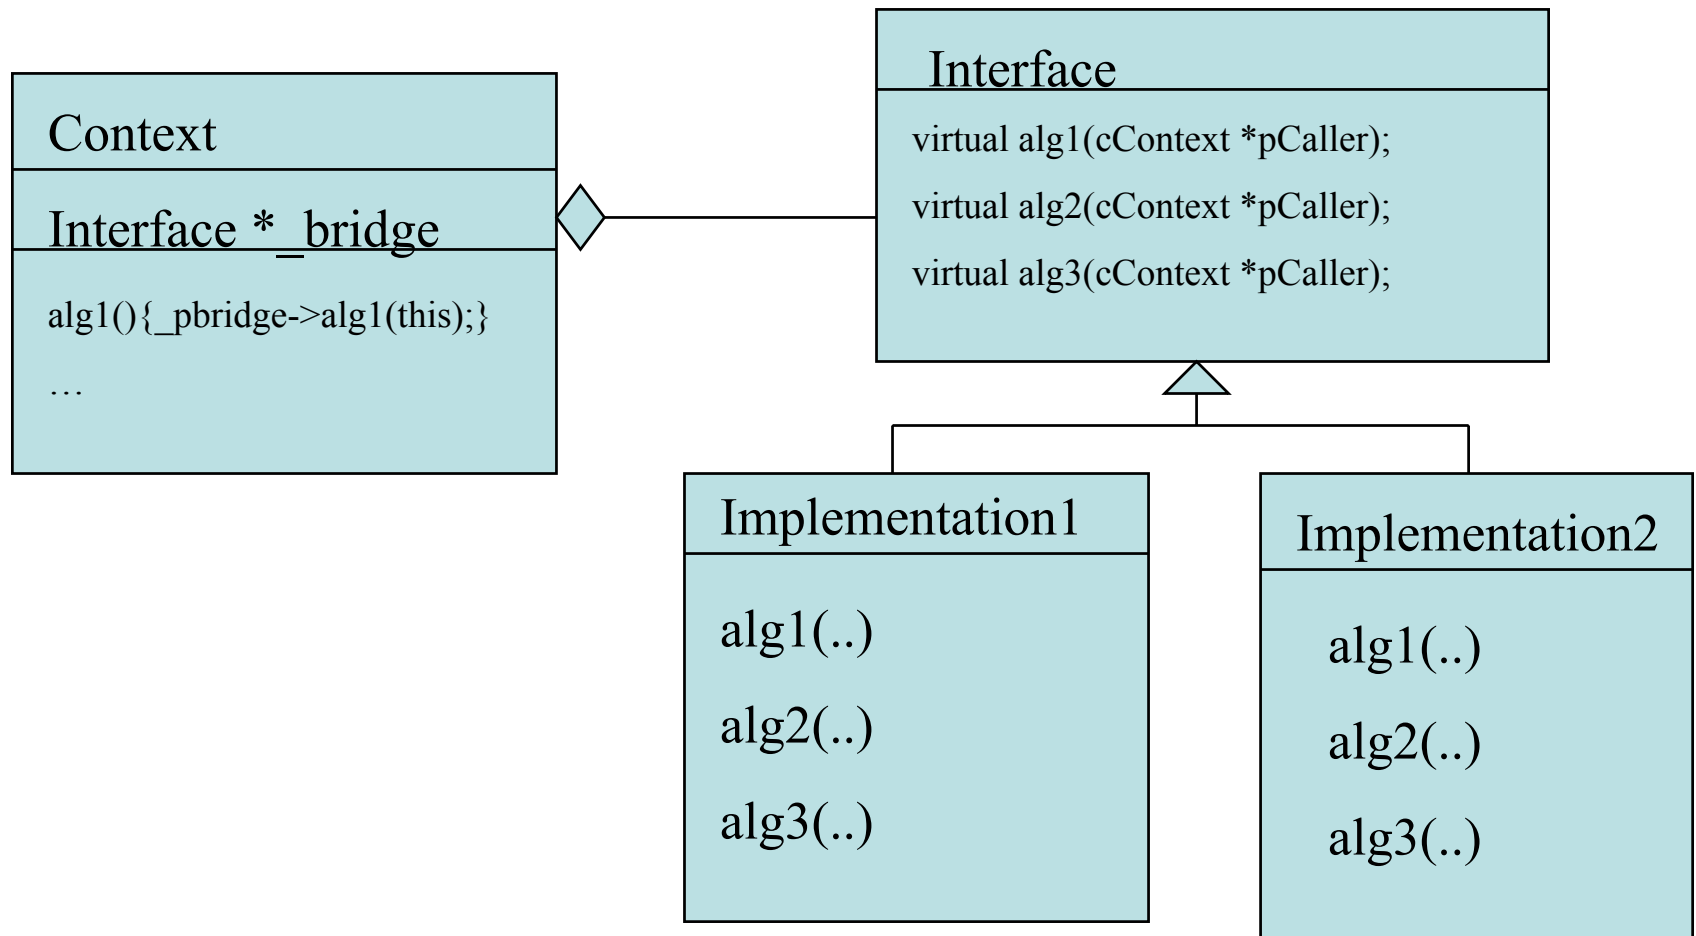 Context
Interface *_bridge
alg1(){_pbridge->alg1(this);}
…
Interface
virtual alg1(cContext *pCaller);
virtual alg2(cContext *pCaller);
virtual alg3(cContext *pCaller);
Implementation1
alg1(..)
alg2(..)
alg3(..)
Implementation2
alg1(..)
alg2(..)
alg3(..)